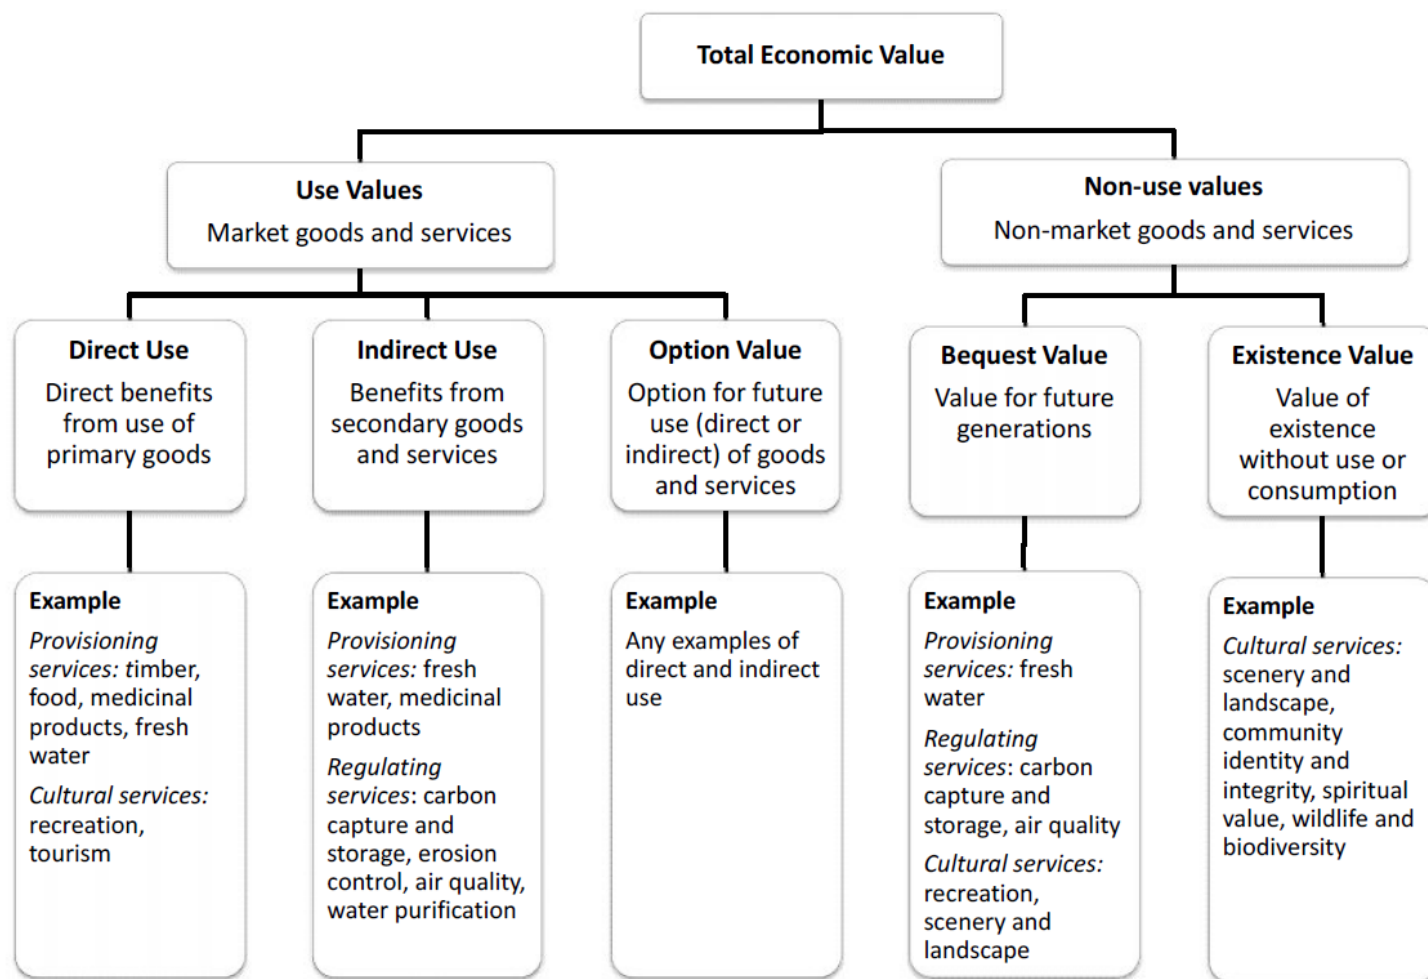 Total Economic Value
Use Values
Market goods and services
Non-use values
Non-market goods and services
Direct Use
Direct benefits
from use of
primary goods
Indirect Use
Benefits from
secondary goods
and services
Option Value
Option for future
use (direct or
indirect) of goods
and services
Bequest Value
Value for future
generations
Existence Value
Value of
existence
without use or
consumption
Example
Provisioning
services: timber,
food, medicinal
products, fresh
water
Cultural services:
recreation,
tourism
Example
Provisioning
services: fresh
water, medicinal
products
Regulating
services: carbon
capture and
storage, erosion
control, air quality,
water purification
Example
Any examples of
direct and indirect
use
Example
Provisioning
services: fresh
water
Regulating
services: carbon
capture and
storage, air quality
Cultural services:
recreation,
scenery and
landscape
Example
Cultural services:
scenery and
landscape,
community
identity and
integrity, spiritual
value, wildlife and
biodiversity